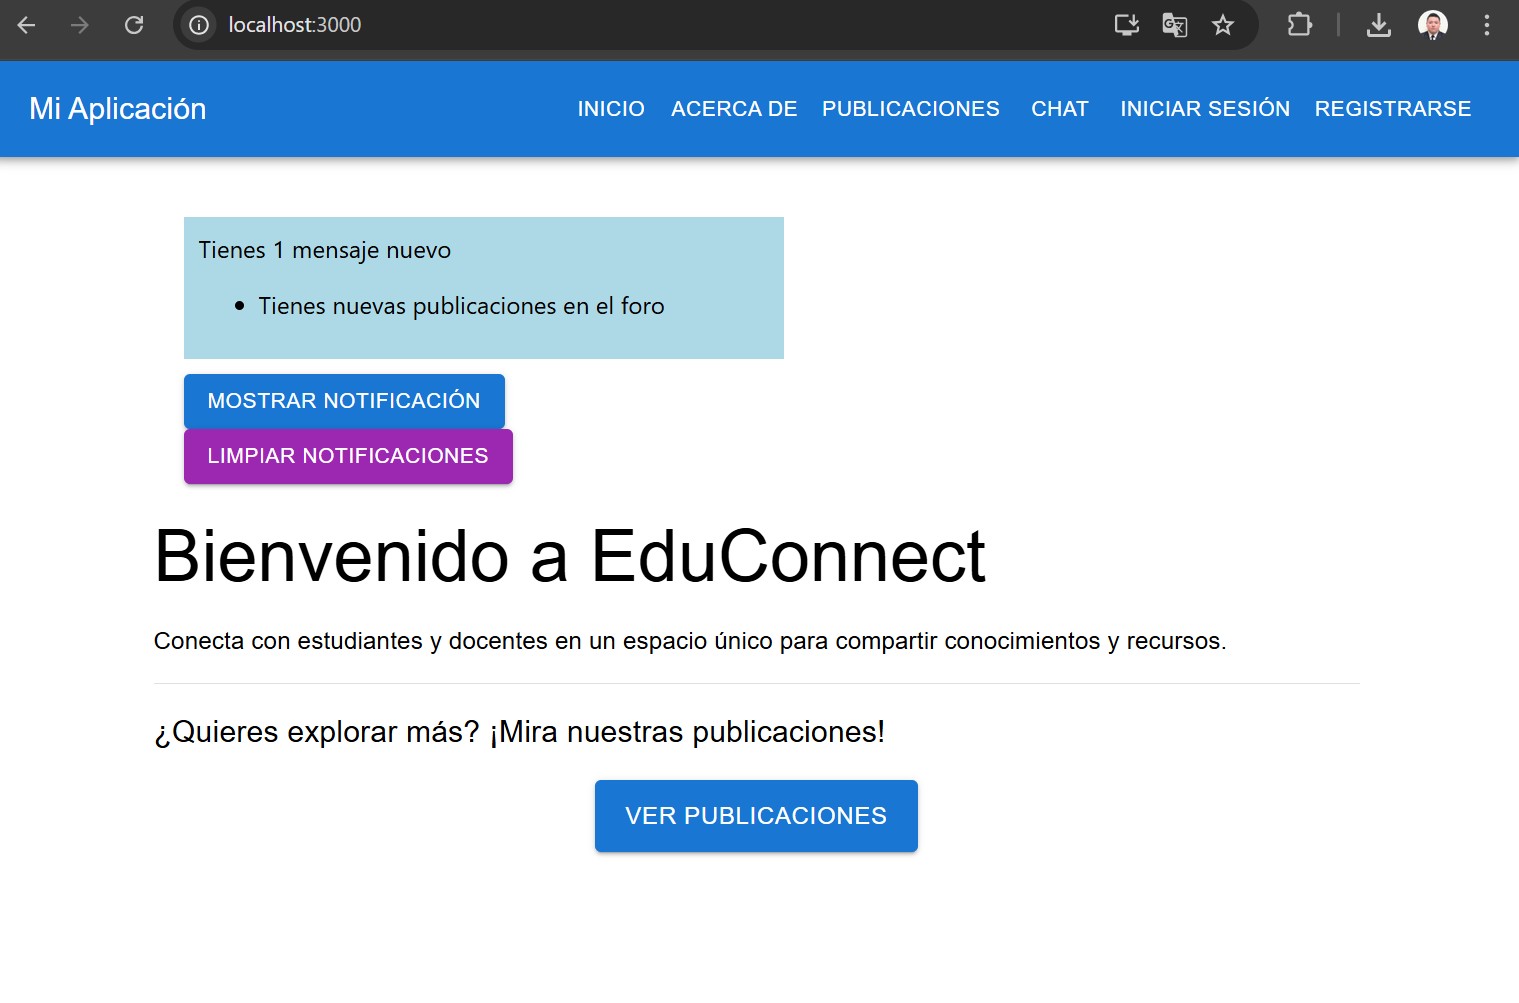 localhost:3000
Mi Aplicación INICIO ACERCA DE PUBLICACIONES CHAT INICIAR SESIÓN REGISTRARSE
Tienes 1 mensaje nuevo
• Tienes nuevas publicaciones en el foro
MOSTRAR NOTIFICACIÓN
LIMPIAR NOTIFICACIONES
Bienvenido a EduConnect
Conecta con estudiantes y docentes en un espacio único para compartir conocimientos y recursos.
¿Quieres explorar más? ¡Mira nuestras publicaciones!
VER PUBLICACIONES